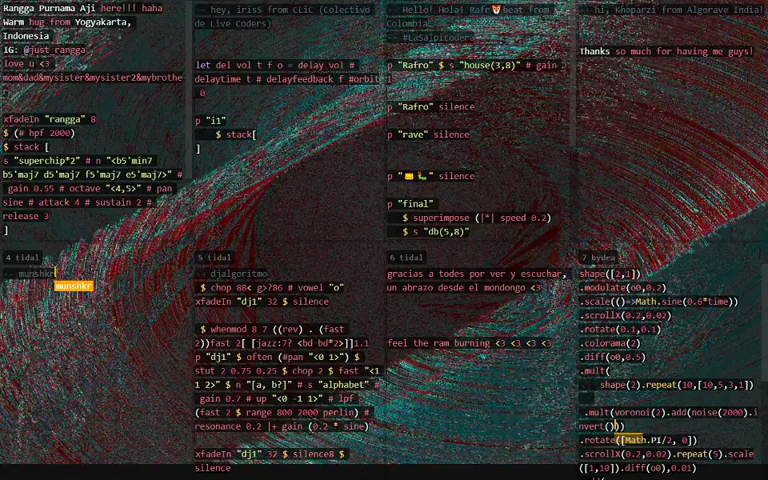 Rangga Purnama Aji here!!! haha
Warm hug from Yogyakarta,
Indonesia
IG: @just rangga
love u <3
mom&dad&mysister&mysister2&mybrothe
r
xfadeIn "rangga" 8
$ (# hpf 2000)
$ stack [
s "superchip*2" # n "<b5'min7
b5'maj7 d5'maj7 f5'maj7 e5'maj7>"
# gain 0.55 # octave "<4,5>" # pan
sine # attack 4 # sustain 2 #
release 3
]
-- hey, irisS from CLiC (Colectivo
de Live Coders)
let del vol t f o = delay vol #
delaytime t # delayfeedback f #orbit
o
p "i1"
$ stack[
]
-- Hello! Hola! Rafr🦊beat from
Colombia
-- #LaSalpiCoder
p "Rafro" $ s "house(3,8)" # gain
1
p "Rafro" silence
p "rave" silence
silence
p "final"
$ superimpose (|*| speed 0.2)
$ s "db(5,8)"
-- hi, Khoparzi from Algorave India!
Thanks so much for having me guys!
4 tidal
-- munshkr
munshkr
5 tidal
-- djalgoritmo
$ chop 88< g>?86 # vowel "o"
xfadeIn "dj1" 32 $ silence
$ whenmod 8 7 ((rev) . (fast
2))fast 2[ [jazz:7? <bd bd*2>]]1.1
p "dj1" $ often (#pan "<0 1>") $
stut 2 0.75 0.25 $ chop 2 $ fast "<1
1 2>" $ n "[a, b?]" # s "alphabet"
# gain 0.7 # up "<0 -1 1>" # lpf
(fast 2 $ range 800 2000 perlin) #
resonance 0.2 |+ gain (0.2 * sine)
xfadeIn "dj1" 32 $ silence8 $
silence
6 tidal
gracias a todes por ver y escuchar,
un abrazo desde el mondongo <3
feel the ram burning <3 <3 <3 <3
7 hydra
shape([2,1])
.modulate(o0,0.2)
.scale(()=>Math.sine(0.6*time))
.scrollX(0.2,0.02)
.rotate(0.1,0.1)
.colorama(2)
.diff(o0,0.5)
.mult(
shape(2).repeat(10,[10,5,3,1])
.mult(voronoi(2).add(noise(2000).i
nvert())
.rotate([Math.PI/2, 0])
.scrollX(0.2,0.02).repeat(5).scale
([1,10].diff(o0),0.01)